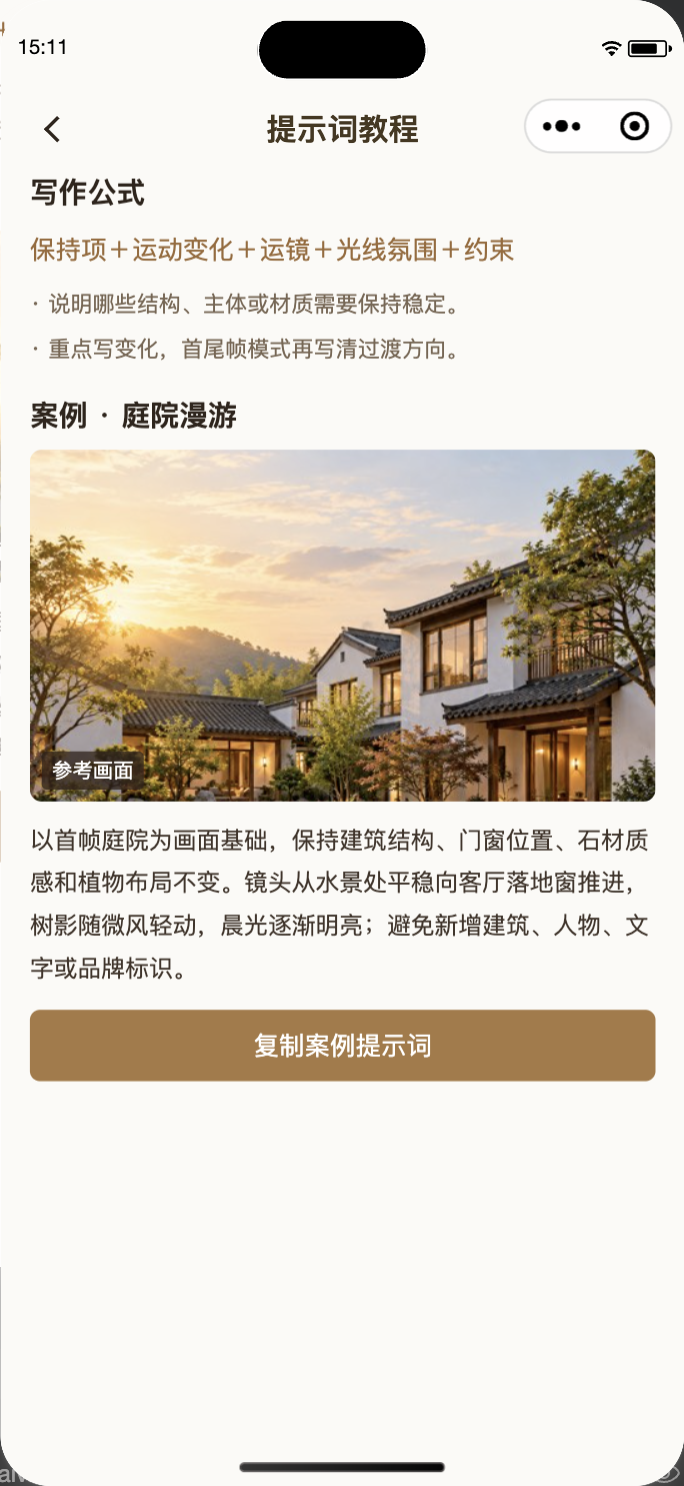 15:11
提示词教程
写作公式
保持项＋运动变化＋运镜＋光线氛围＋约束
· 说明哪些结构、主体或材质需要保持稳定。
· 重点写变化，首尾帧模式再写清过渡方向。
案例 · 庭院漫游
参考画面
以首帧庭院为画面基础，保持建筑结构、门窗位置、石材质
感和植物布局不变。镜头从水景处平稳向客厅落地窗推进，
树影随微风轻动，晨光逐渐明亮；避免新增建筑、人物、文
字或品牌标识。
复制案例提示词